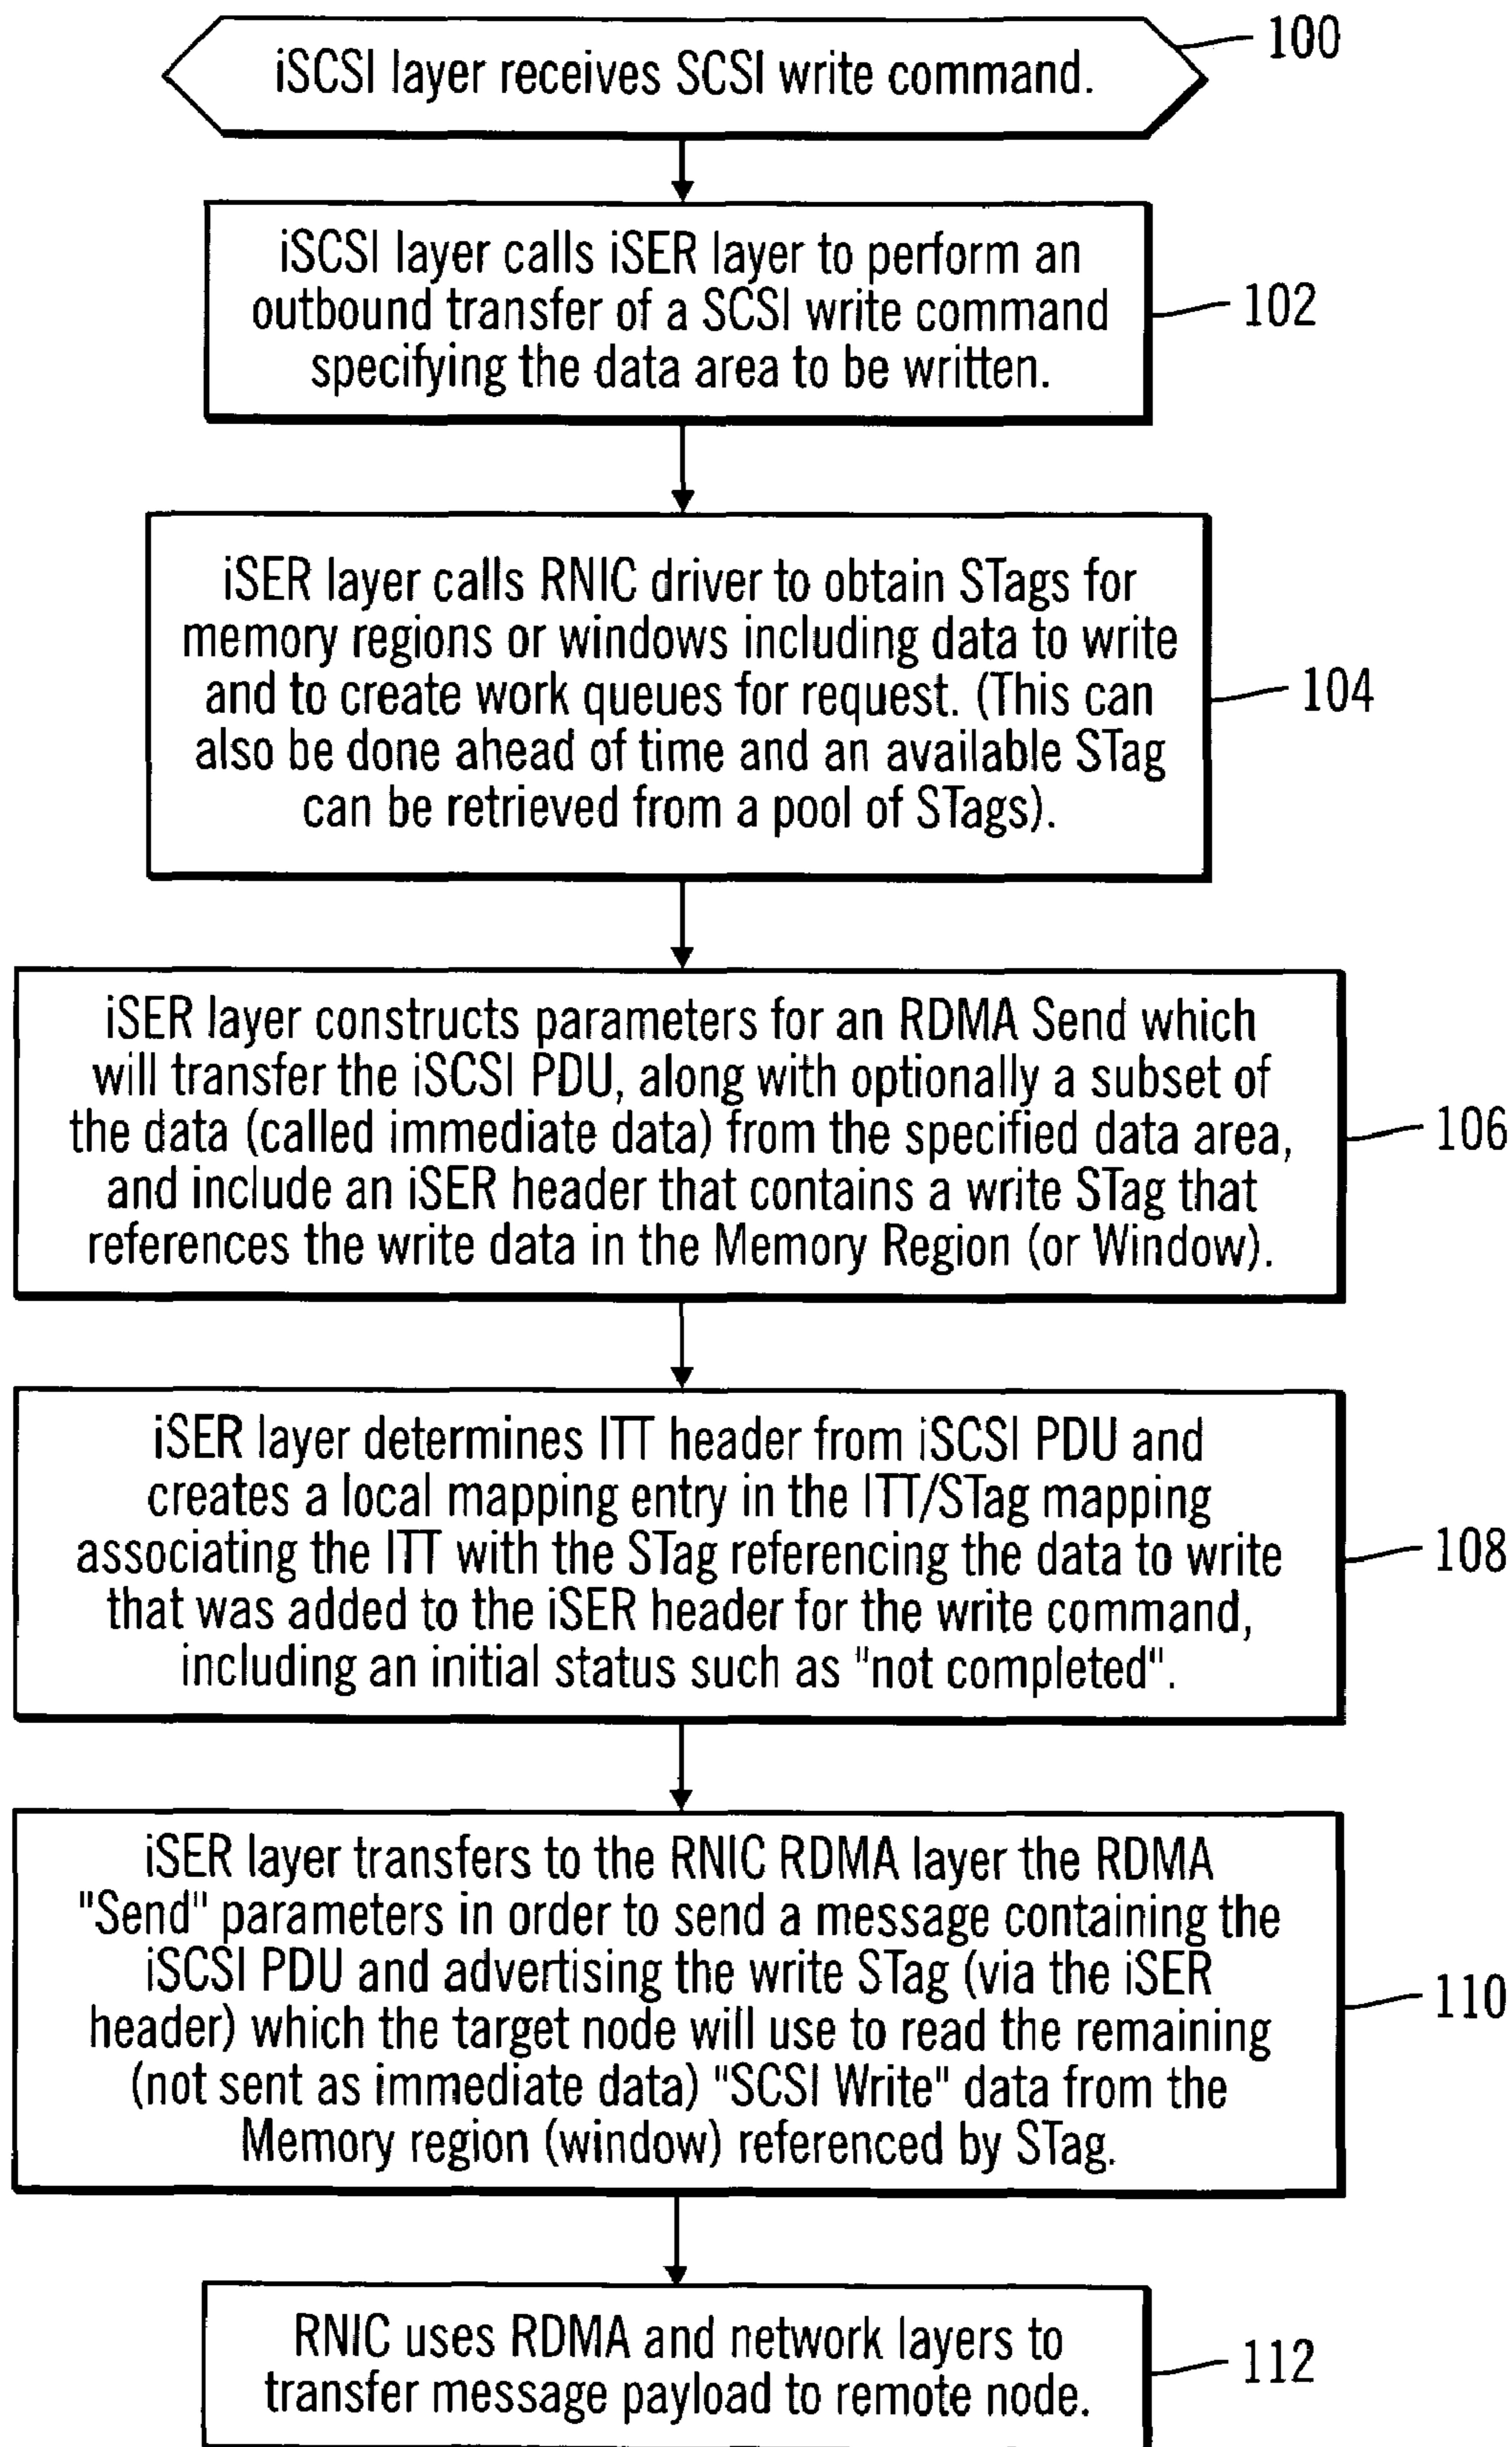 iSCSI layer receives SCSI write command.
100
iSCSI layer calls iSER layer to perform an
outbound transfer of a SCSI write command
specifying the data area to be written.
102
iSER layer calls RNIC driver to obtain STags for
memory regions or windows including data to write
and to create work queues for request. (This can
also be done ahead of time and an available STag
can be retrieved from a pool of STags).
104
iSER layer constructs parameters for an RDMA Send which
will transfer the iSCSI PDU, along with optionally a subset of
the data (called immediate data) from the specified data area,
and include an iSER header that contains a write STag that
references the write data in the Memory Region (or Window).
106
iSER layer determines ITT header from iSCSI PDU and
creates a local mapping entry in the ITT/STag mapping
associating the ITT with the STag referencing the data to write
that was added to the iSER header for the write command,
including an initial status such as "not completed".
108
iSER layer transfers to the RNIC RDMA layer the RDMA
"Send" parameters in order to send a message containing the
iSCSI PDU and advertising the write STag (via the iSER
header) which the target node will use to read the remaining
(not sent as immediate data) "SCSI Write" data from the
Memory region (window) referenced by STag.
110
RNIC uses RDMA and network layers to
transfer message payload to remote node.
112